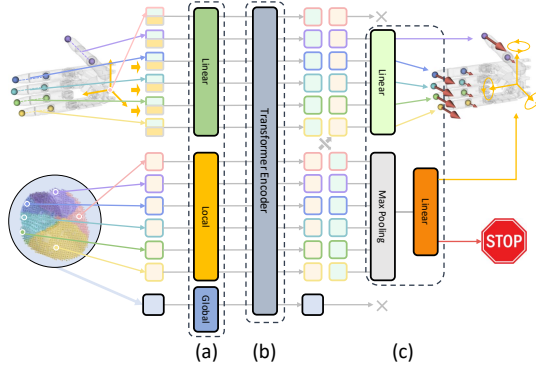 Linear
Local
Global
Transformer Encoder
Linear
Max Pooling
Linear
STOP
(a)
(b)
(c)